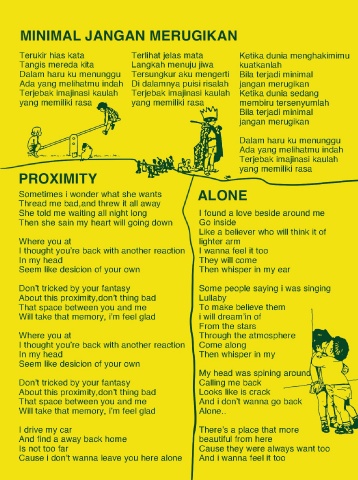 MINIMAL JANGAN MERUGIKAN
Terukir hias kata
Tangis mereda kita
Dalam haru ku menunggu
Ada yang melihatmu indah
Terjebak imajinasi kaulah
yang memiliki rasa
Terlihat jelas mata
Langkah menuju jiwa
Tersungkur aku mengerti
Di dalamnya puisi risalah
Terjebak imajinasi kaulah
yang memiliki rasa
Ketika dunia menghakimimu
kuatkanlah
Bila terjadi minimal
jangan merugikan
Ketika dunia sedang
membiru tersenyumlah
Bila terjadi minimal
jangan merugikan
Dalam haru ku menunggu
Ada yang melihatmu indah
Terjebak imajinasi kaulah
yang memiliki rasa
PROXIMITY
Sometimes i wonder what she wants
Thread me bad,and threw it all away
She told me waiting all night long
Then she sain my heart will going down
Where you at
I thought you're back with another reaction
In my head
Seem like desicion of your own
Don't tricked by your fantasy
About this proximity,don't thing bad
That space between you and me
Will take that memory, i'm feel glad
Where you at
I thought you're back with another reaction
In my head
Seem like desicion of your own
Don't tricked by your fantasy
About this proximity,don't thing bad
That space between you and me
Will take that memory, i'm feel glad
I drive my car
And find a away back home
Is not too far
Cause i don't wanna leave you here alone
ALONE
I found a love beside around me
Go inside
Like a believer who will think it of
lighter arm
I wanna feel it too
They will come
Then whisper in my ear
Some people saying i was singing
Lullaby
To make believe them
i will dream'in of
From the stars
Through the atmosphere
Come along
Then whisper in my
My head was spining around
Calling me back
Looks like is crack
And i don't wanna go back
Alone..
There's a place that more
beautiful from here
Cause they were always want too
And i wanna feel it too